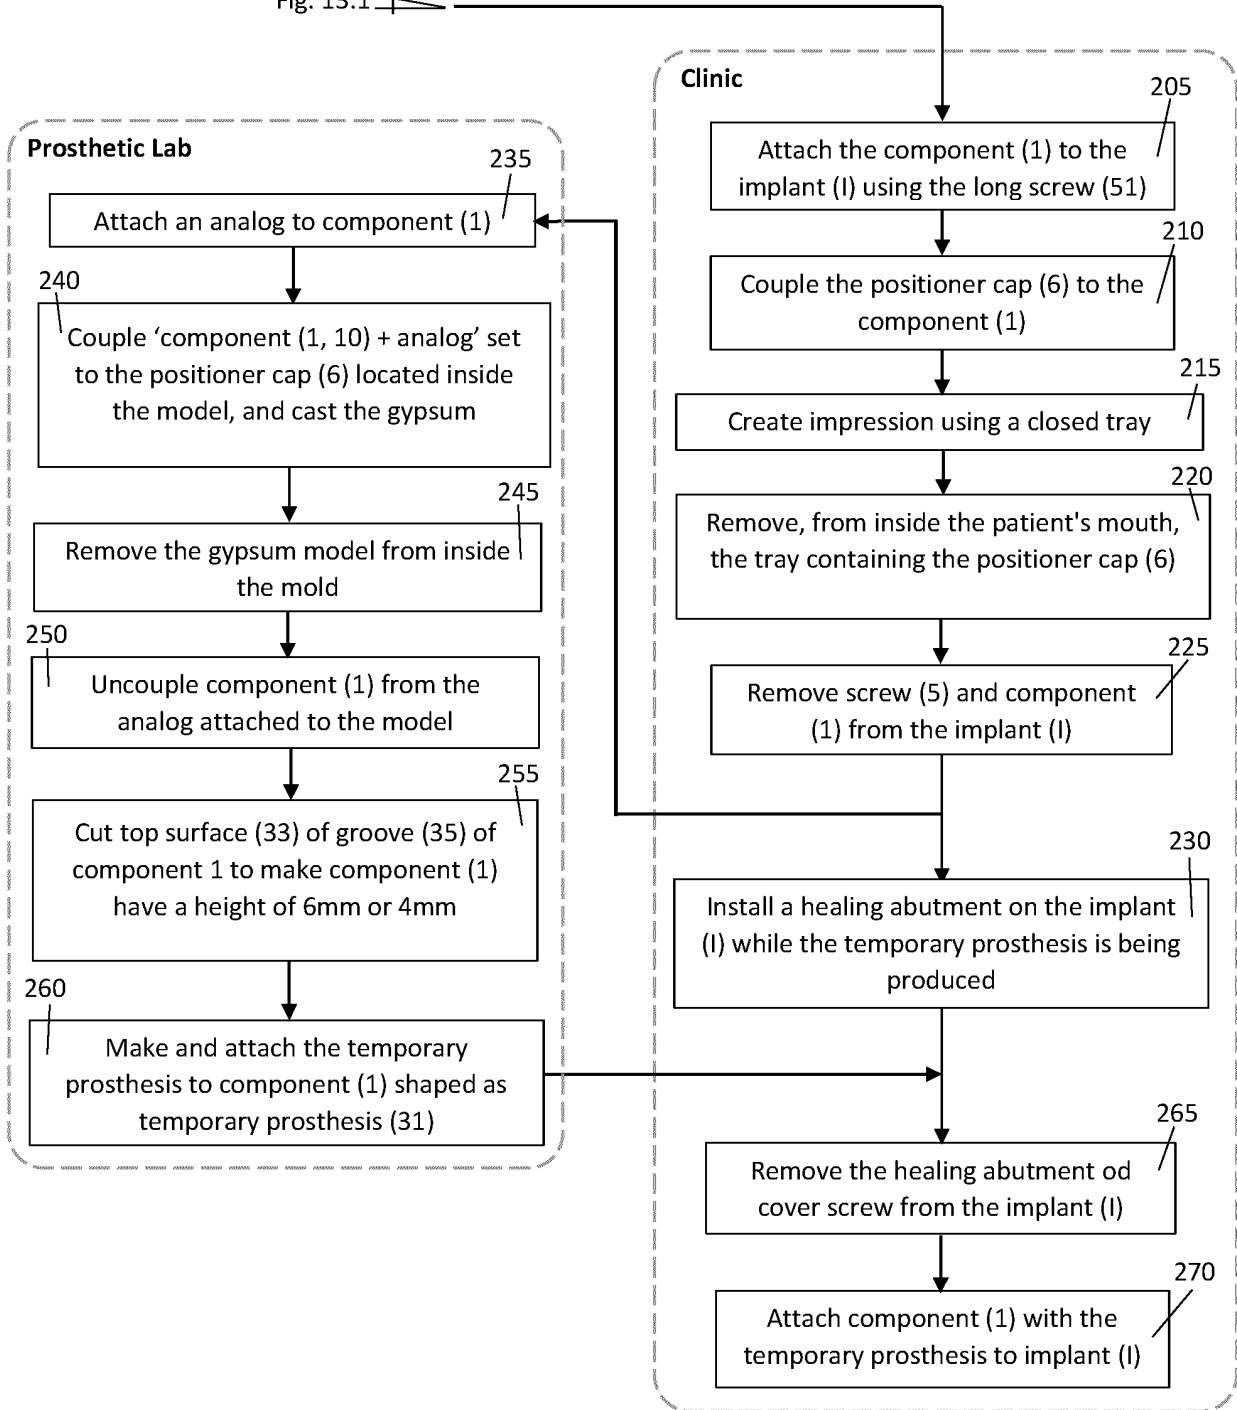 Fig. 13.1
Clinic
205
Attach the component (1) to the
implant (I) using the long screw (51)
210
Couple the positioner cap (6) to the
component (1)
215
Create impression using a closed tray
220
Remove, from inside the patient's mouth,
the tray containing the positioner cap (6)
225
Remove screw (5) and component
(1) from the implant (I)
230
Install a healing abutment on the implant
(I) while the temporary prosthesis is being
produced
265
Remove the healing abutment od
cover screw from the implant (I)
270
Attach component (1) with the
temporary prosthesis to implant (I)
Prosthetic Lab
235
Attach an analog to component (1)
240
Couple ‘component (1, 10) + analog’ set
to the positioner cap (6) located inside
the model, and cast the gypsum
245
Remove the gypsum model from inside
the mold
250
Uncouple component (1) from the
analog attached to the model
255
Cut top surface (33) of groove (35) of
component 1 to make component (1)
have a height of 6mm or 4mm
260
Make and attach the temporary
prosthesis to component (1) shaped as
temporary prosthesis (31)